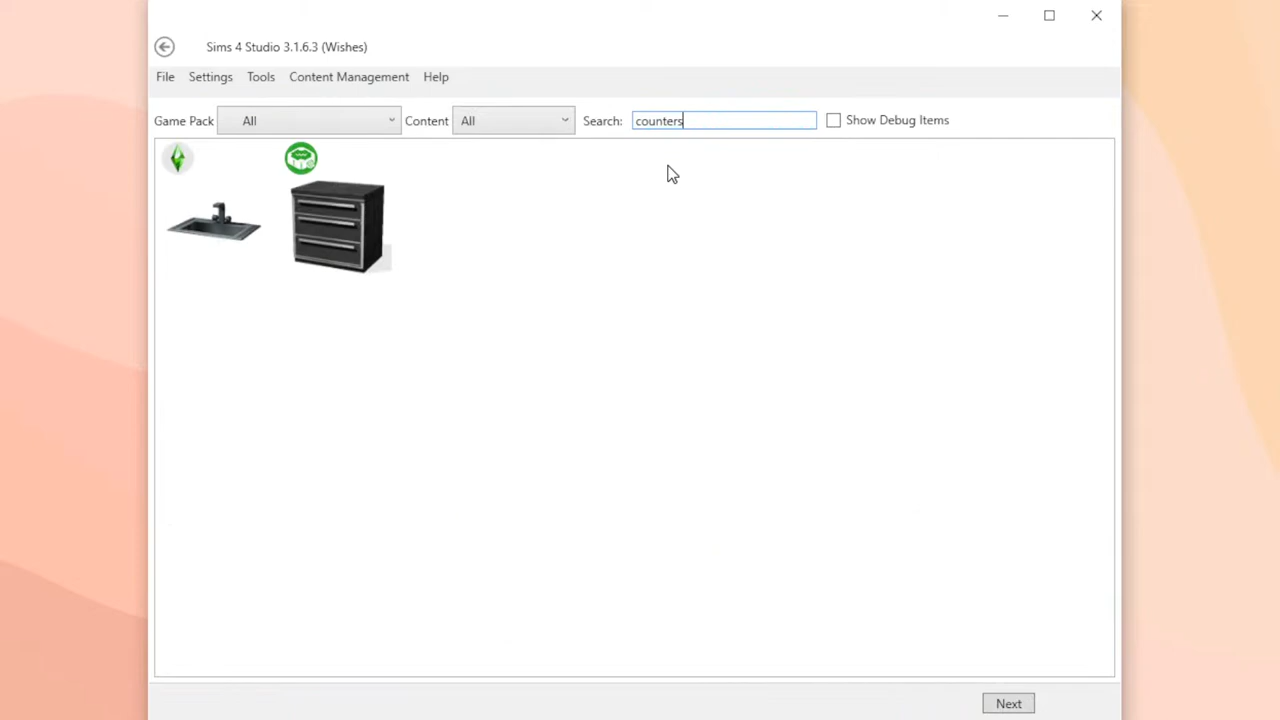 Sims 4 Studio 3.1.6.3 (Wishes)
File Settings Tools Content Management Help
Game Pack All Content All Search: counters Show Debug Items
Next